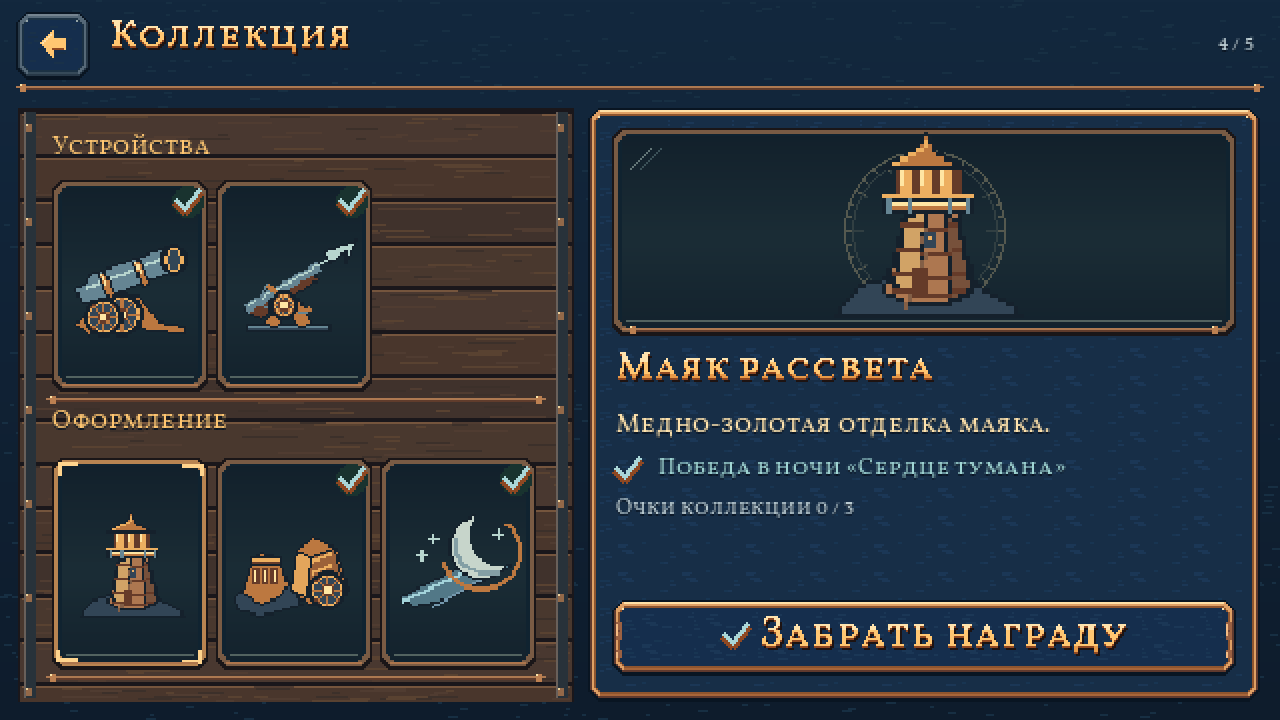 Коллекция
4 / 5
Устройства
Оформление
Маяк рассвета
Медно-золотая отделка маяка.
Победа в ночи «Сердце тумана»
Очки коллекции 0 / 3
Забрать награду